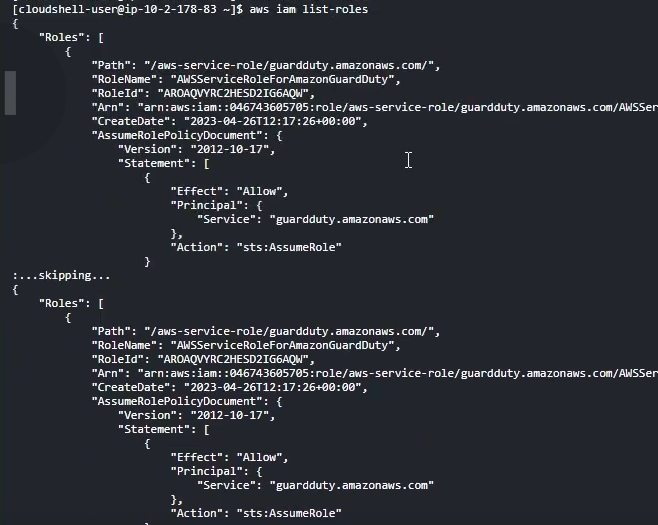 [cloudshell-user@ip-10-2-178-83 ~]$ aws iam list-roles
{
    "Roles": [
        {
            "Path": "/aws-service-role/guardduty.amazonaws.com/",
            "RoleName": "AWSServiceRoleForAmazonGuardDuty",
            "RoleId": "AROAQVYRC2HESD2IG6AQW",
            "Arn": "arn:aws:iam::046743605705:role/aws-service-role/guardduty.amazonaws.com/AWSSer
            "CreateDate": "2023-04-26T12:17:26+00:00",
            "AssumeRolePolicyDocument": {
                "Version": "2012-10-17",
                "Statement": [
                    {
                        "Effect": "Allow",
                        "Principal": {
                            "Service": "guardduty.amazonaws.com"
                        },
                        "Action": "sts:AssumeRole"
                    }
:...skipping...
{
    "Roles": [
        {
            "Path": "/aws-service-role/guardduty.amazonaws.com/",
            "RoleName": "AWSServiceRoleForAmazonGuardDuty",
            "RoleId": "AROAQVYRC2HESD2IG6AQW",
            "Arn": "arn:aws:iam::046743605705:role/aws-service-role/guardduty.amazonaws.com/AWSSer
            "CreateDate": "2023-04-26T12:17:26+00:00",
            "AssumeRolePolicyDocument": {
                "Version": "2012-10-17",
                "Statement": [
                    {
                        "Effect": "Allow",
                        "Principal": {
                            "Service": "guardduty.amazonaws.com"
                        },
                        "Action": "sts:AssumeRole"